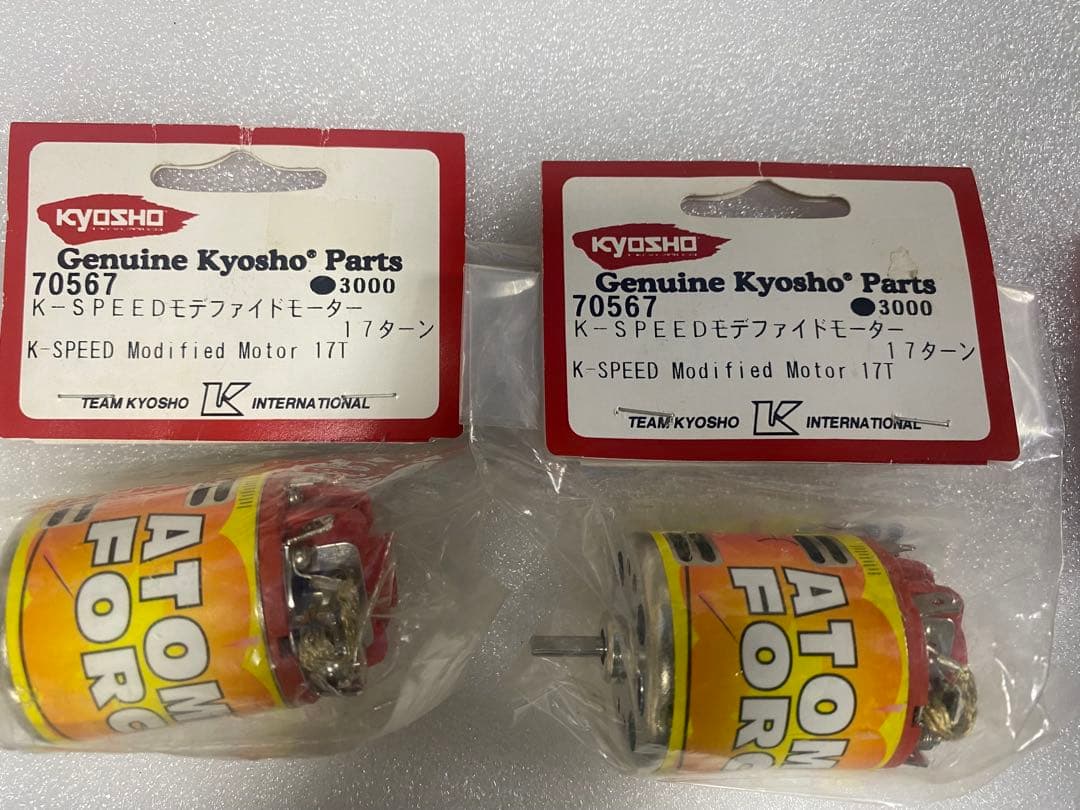 KYOSHO
Genuine Kyosho® Parts
70567
●3000
K-SPEEDモデファイドモーター
17ターン
K-SPEED Modified Motor 17T
TEAM KYOSHO K INTERNATIONAL
ATOM
FORC
KYOSHO
Genuine Kyosho® Parts
70567
●3000
K-SPEEDモデファイドモーター
17ターン
K-SPEED Modified Motor 17T
TEAM KYOSHO K INTERNATIONAL
ATOM
FORC